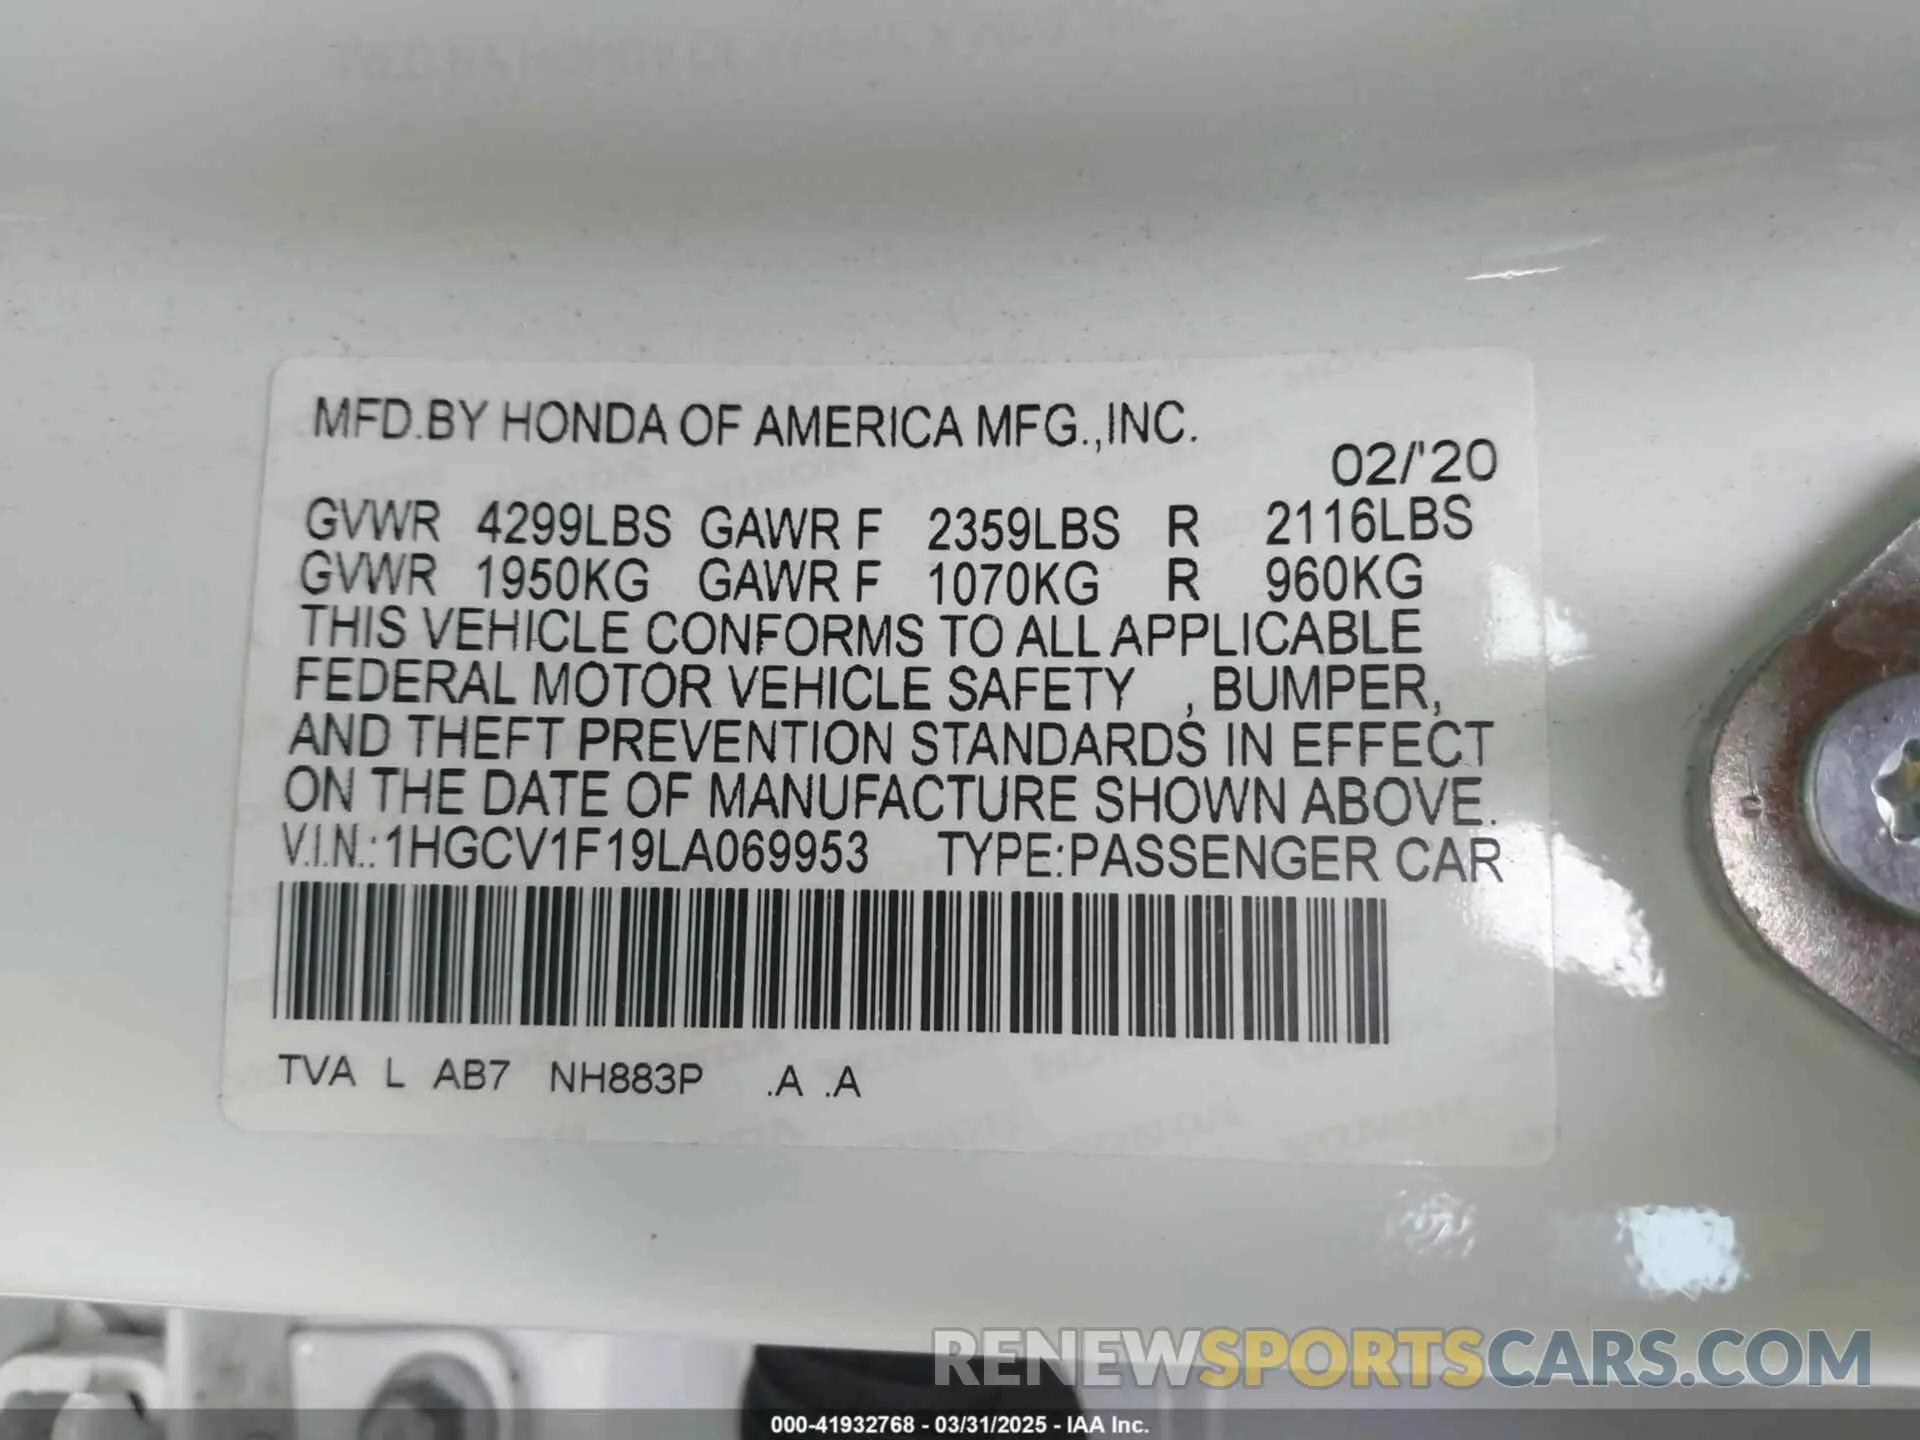 MFD.BY HONDA OF AMERICA MFG.,INC.
02/'20
GVWR 4299LBS GAWR F 2359LBS R 2116LBS
GVWR 1950KG GAWR F 1070KG R 960KG
THIS VEHICLE CONFORMS TO ALL APPLICABLE
FEDERAL MOTOR VEHICLE SAFETY , BUMPER,
AND THEFT PREVENTION STANDARDS IN EFFECT
ON THE DATE OF MANUFACTURE SHOWN ABOVE.
V.I.N.:1HGCV1F19LA069953 TYPE:PASSENGER CAR
TVA L AB7 NH883P .A .A
RENEWSPORTSCARS.COM
000-41932768 - 03/31/2025 - IAA Inc.